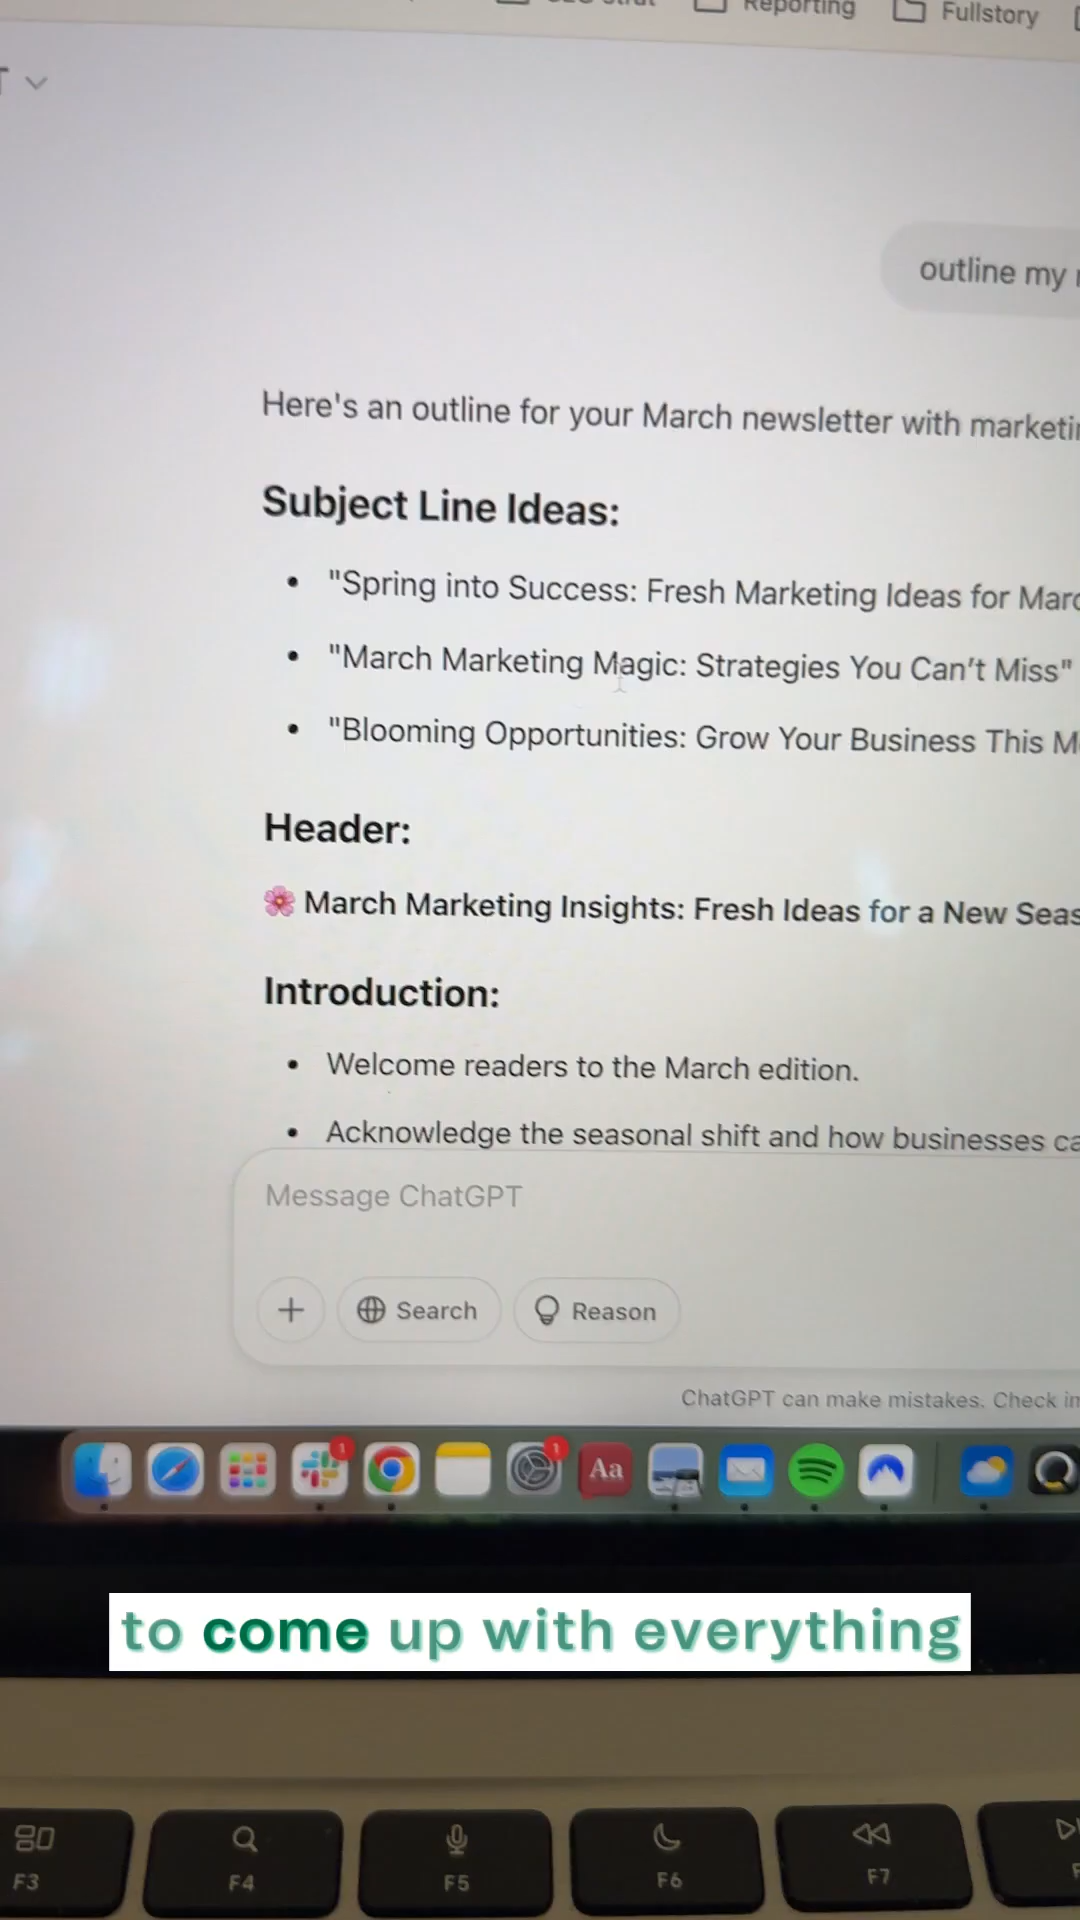 Reporting
Fullstory
outline my
Here's an outline for your March newsletter with
Subject Line Ideas:
• "Spring into Success: Fresh Marketing Ideas for
• "March Marketing Magic: Strategies You Can't Miss"
• "Blooming Opportunities: Grow Your Business This
Header:
🌸 March Marketing Insights: Fresh Ideas for a New
Introduction:
• Welcome readers to the March edition.
• Acknowledge the seasonal shift and how businesses
Message ChatGPT
Search
Reason
ChatGPT can make mistakes. Check
1
1
Aa
to come up with everything
F3
F4
F5
F6
F7